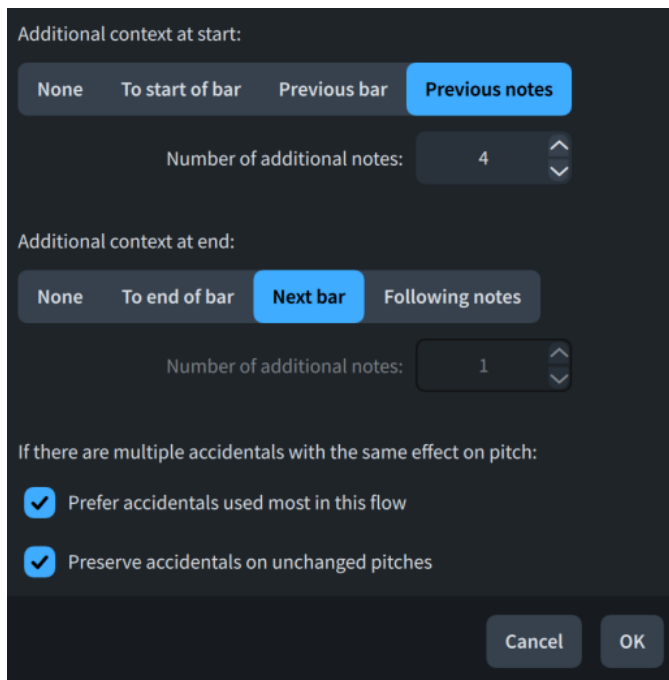 Additional context at start:
None To start of bar Previous bar Previous notes
Number of additional notes: 4
Additional context at end:
None To end of bar Next bar Following notes
Number of additional notes: 1
If there are multiple accidentals with the same effect on pitch:
Prefer accidentals used most in this flow
Preserve accidentals on unchanged pitches
Cancel OK